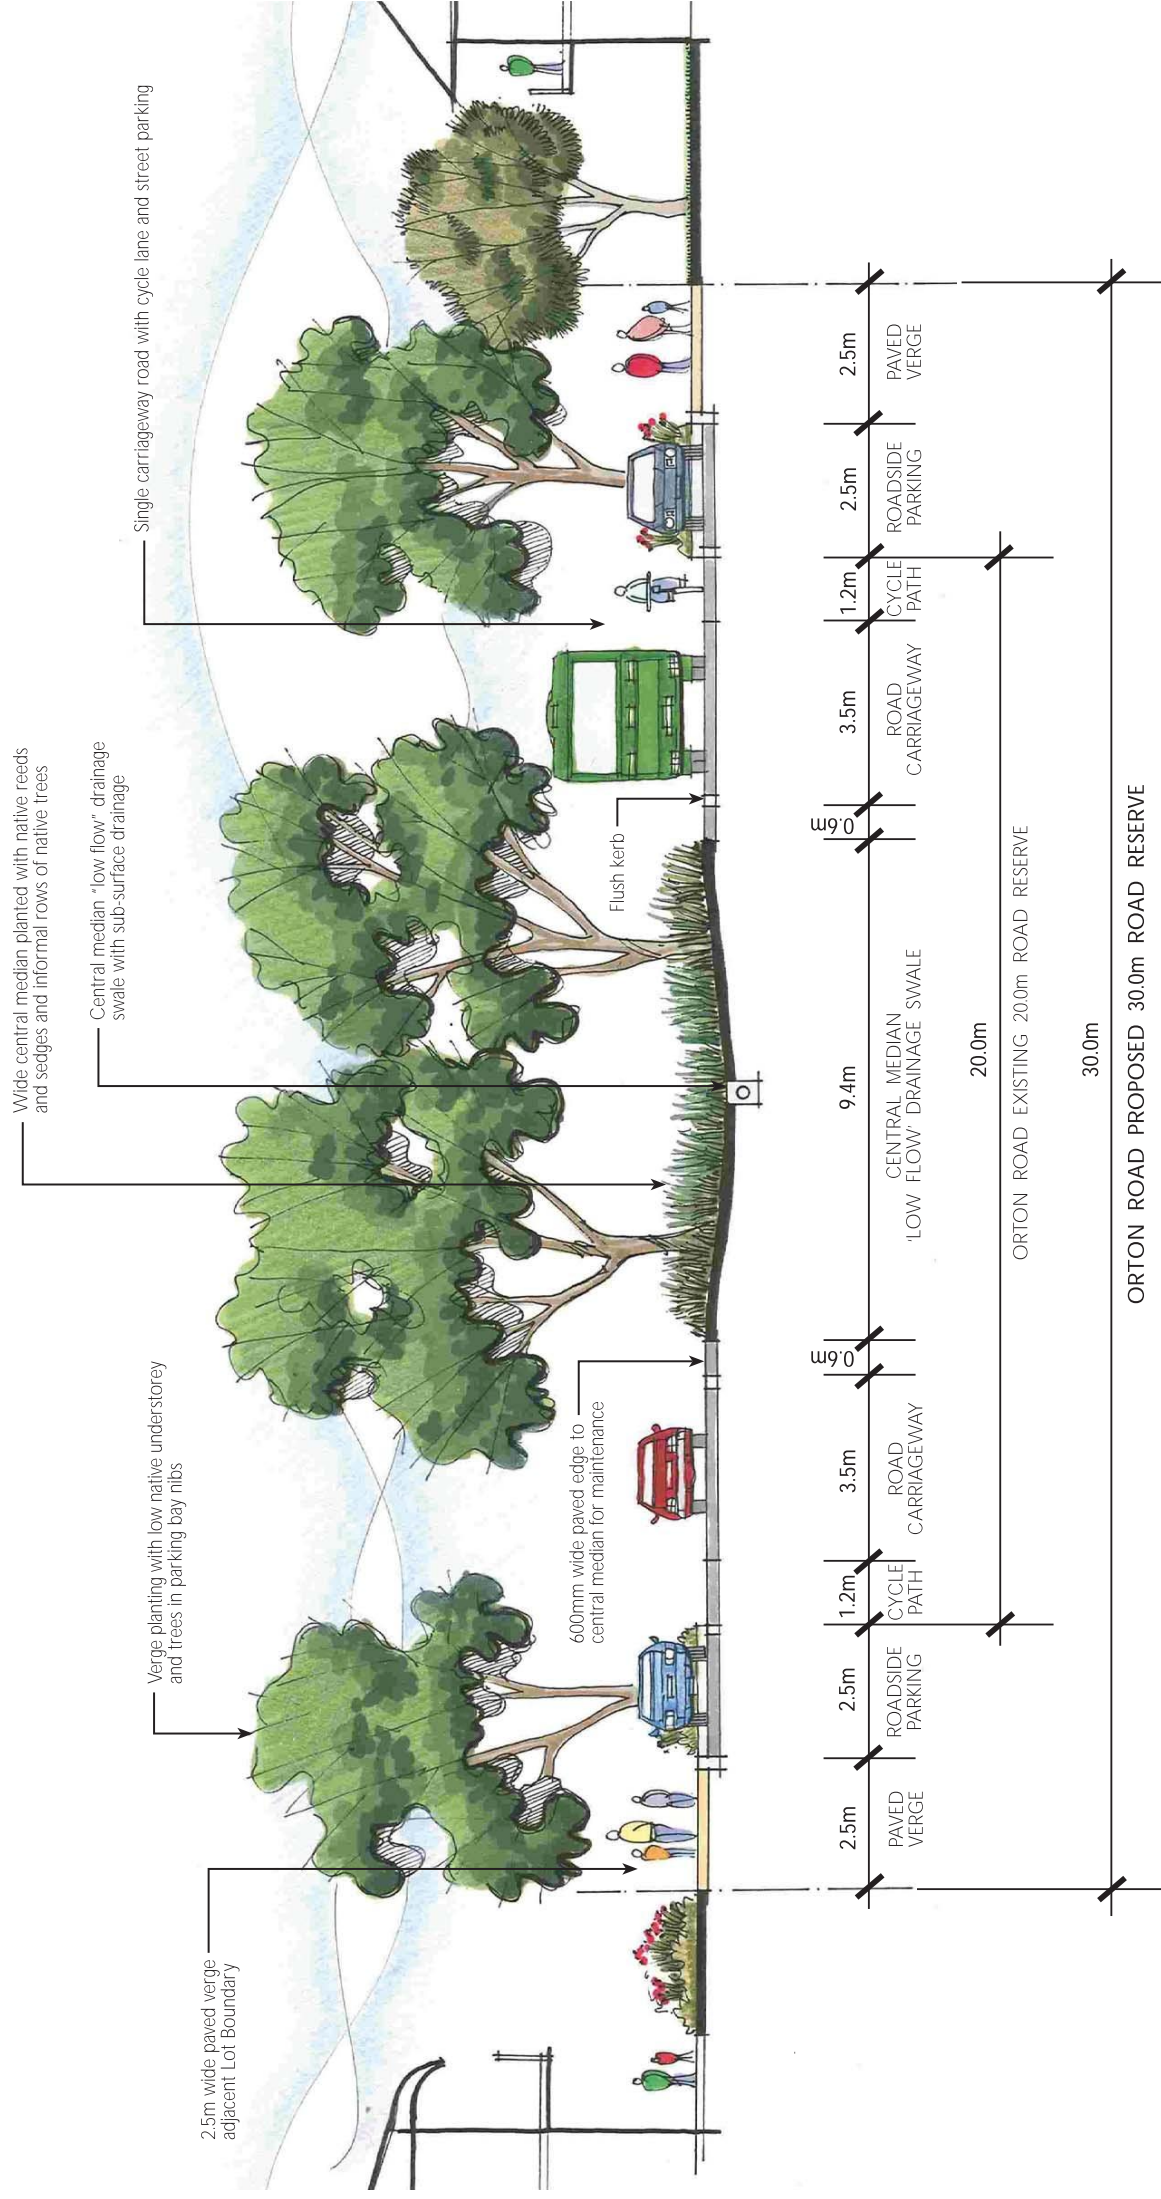 Wide central median planted with native reeds
and sedges and informal rows of native trees
Central median "low flow" drainage
swale with sub-surface drainage
Single carriageway road with cycle lane and street parking
Verge planting with low native understorey
and trees in parking bay nibs
2.5m wide paved verge
adjacent Lot Boundary
600mm wide paved edge to
central median for maintenance
Flush kerb
2.5m
2.5m
1.2m
3.5m
0.6m
9.4m
0.6m
3.5m
1.2m
2.5m
2.5m
PAVED
VERGE
ROADSIDE
PARKING
CYCLE
PATH
ROAD
CARRIAGEWAY
CENTRAL MEDIAN
'LOW FLOW' DRAINAGE SWALE
ROAD
CARRIAGEWAY
CYCLE
PATH
ROADSIDE
PARKING
PAVED
VERGE
20.0m
ORTON ROAD EXISTING 20.0m ROAD RESERVE
30.0m
ORTON ROAD PROPOSED 30.0m ROAD RESERVE